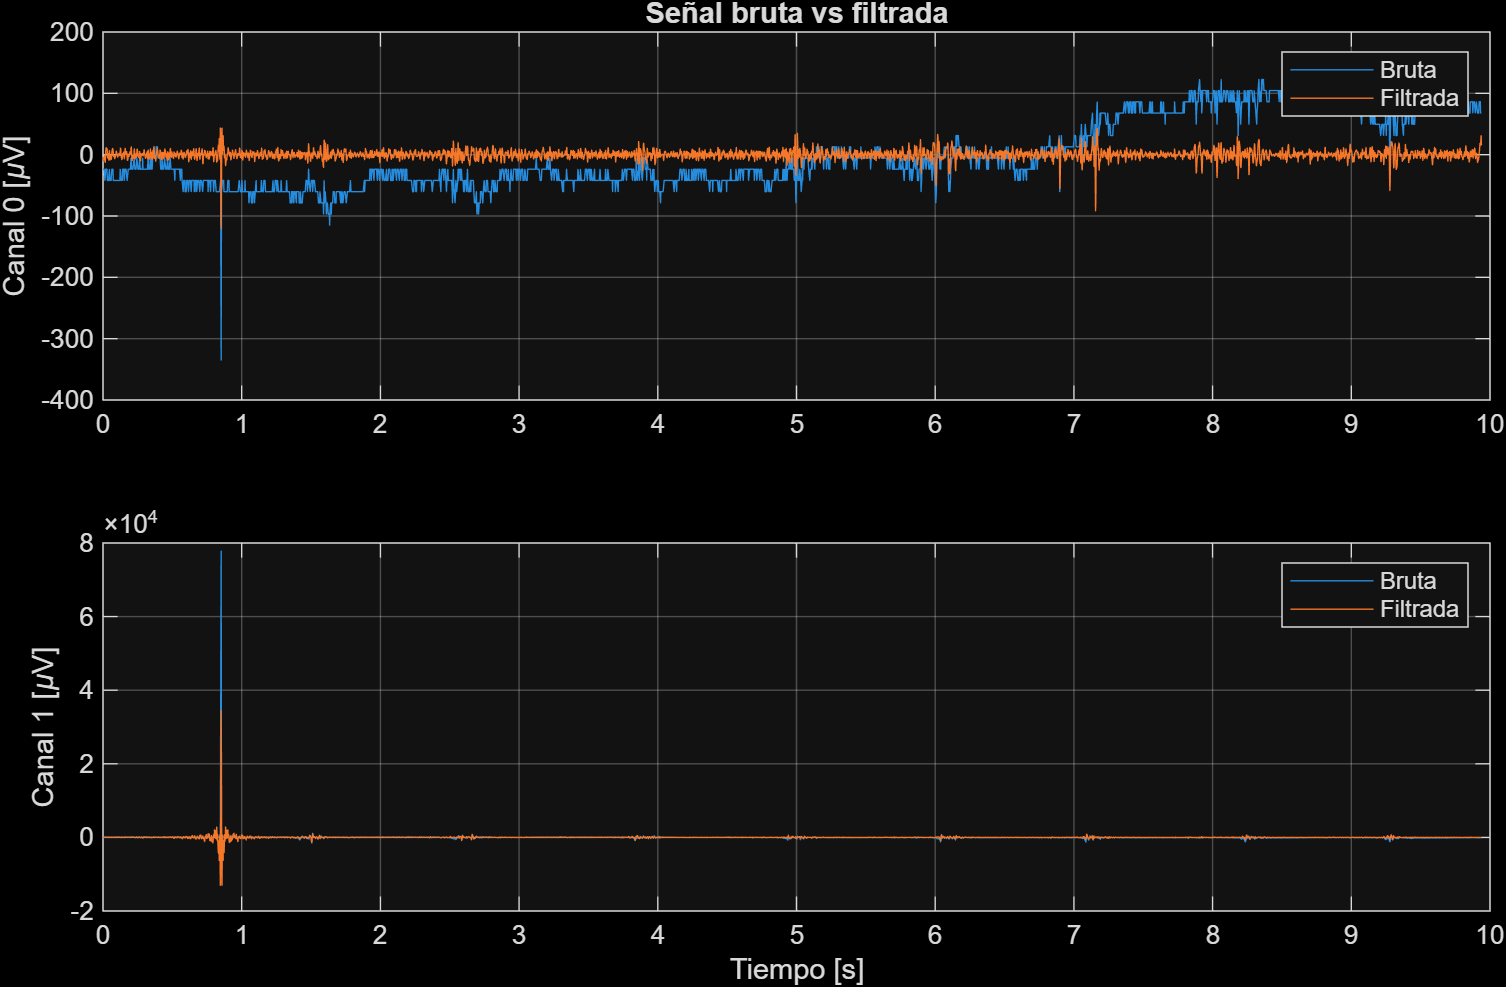 Señal bruta vs filtrada
200
100
0
-100
-200
-300
-400
Canal 0 [µV]
Bruta
Filtrada
0 1 2 3 4 5 6 7 8 9 10
×10⁴
8
6
4
2
0
-2
Canal 1 [µV]
Bruta
Filtrada
0 1 2 3 4 5 6 7 8 9 10
Tiempo [s]